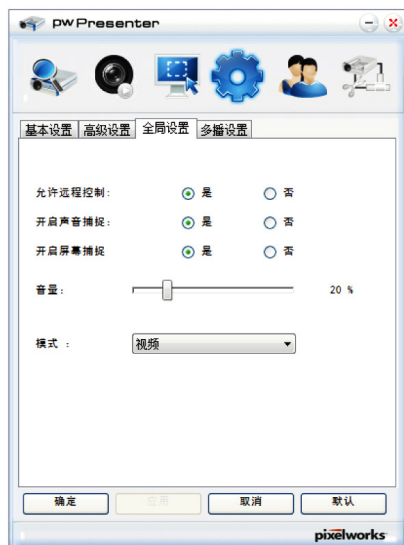 pwPresenter
基本设置 高级设置 全局设置 多播设置
允许远程控制: 是 否
开启声音捕捉: 是 否
开启屏幕捕捉 是 否
音量: 20 %
模式 : 视频
确定 应用 取消 默认
pixelworks